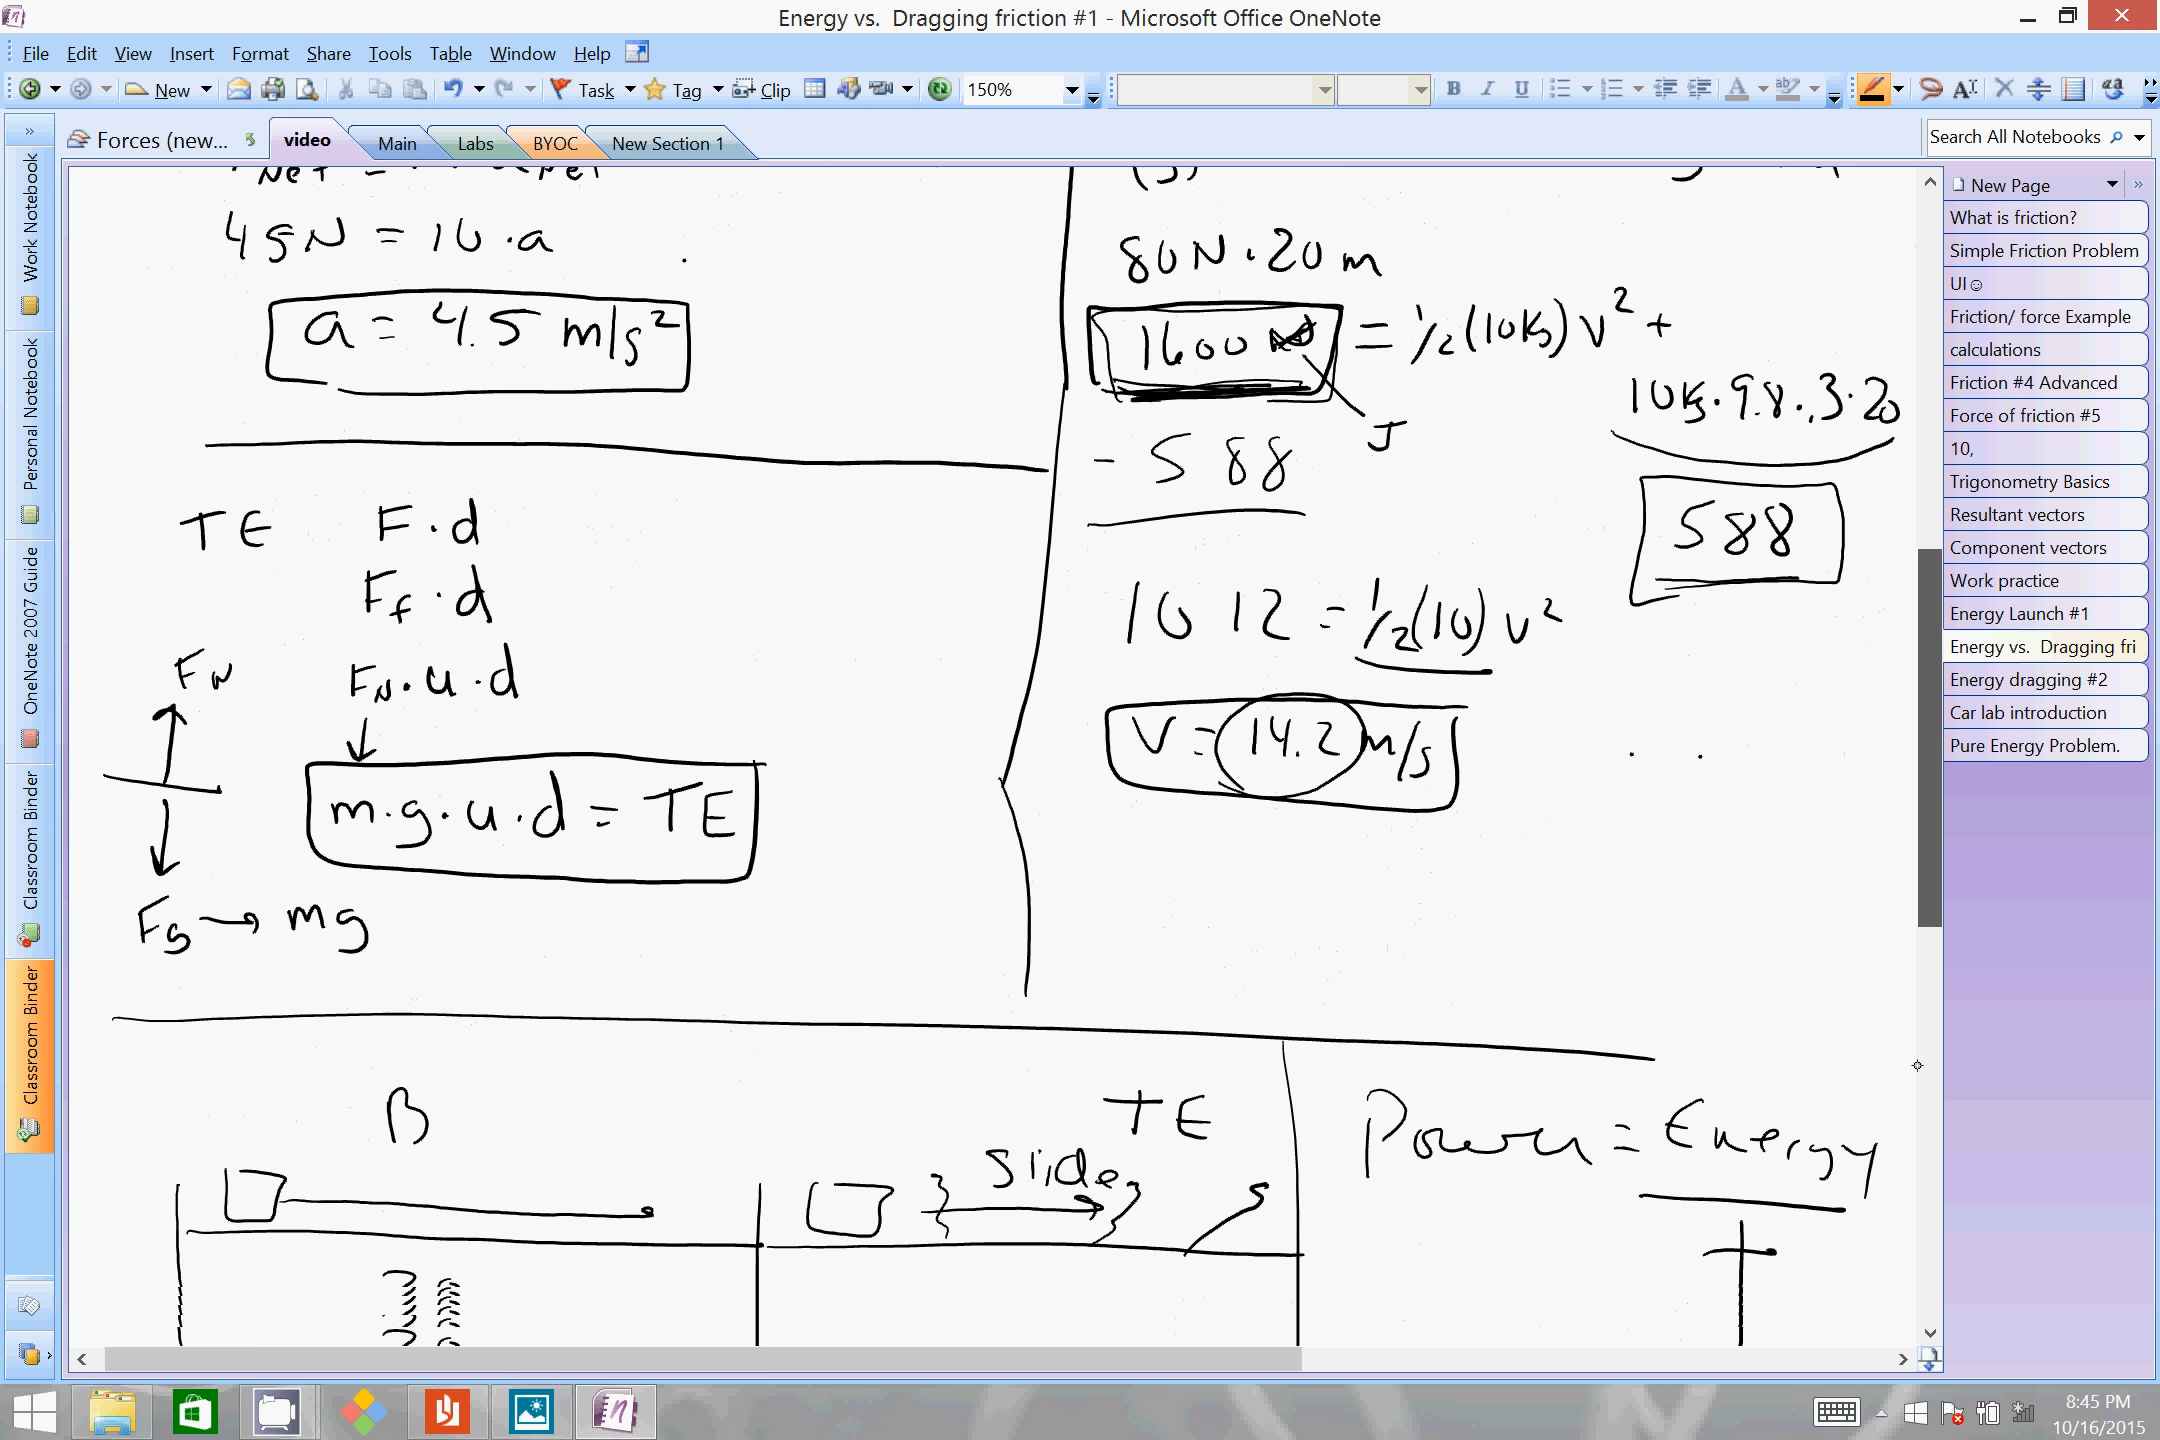 Energy vs. Dragging friction #1 - Microsoft Office OneNote
File Edit View Insert Format Share Tools Table Window Help
New Task Tag Clip 150% B I U
Forces (new... video Main Labs BYOC New Section 1
Search All Notebooks
Work Notebook
Personal Notebook
OneNote 2007 Guide
Classroom Binder
Classroom Binder
Net =
49N = 10 · a
a = 4.5 m/s²
TE F · d
Ff · d
FN FN · u · d
m · g · u · d = TE
Fg → mg
(J)
80N · 20 m
1600 = 1/2 (10kg) v² +
J
10kg · 9.8 · .3 · 20
- 588
588
1012 = 1/2 (10) v²
V = 14.2 m/s
B
TE
Slide
Power = Energy
T
New Page
What is friction?
Simple Friction Problem
UI☺
Friction/ force Example
calculations
Friction #4 Advanced
Force of friction #5
10,
Trigonometry Basics
Resultant vectors
Component vectors
Work practice
Energy Launch #1
Energy vs. Dragging fri
Energy dragging #2
Car lab introduction
Pure Energy Problem.
8:45 PM
10/16/2015